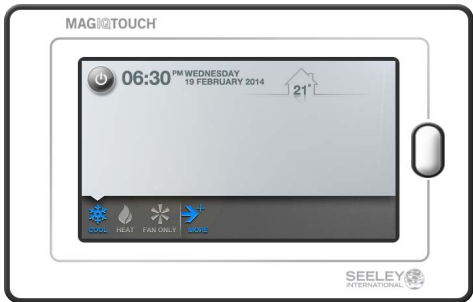 MAGIQTOUCH
06:30 PM WEDNESDAY
19 FEBRUARY 2014
21°
COOL HEAT FAN ONLY MORE
SEELEY
INTERNATIONAL